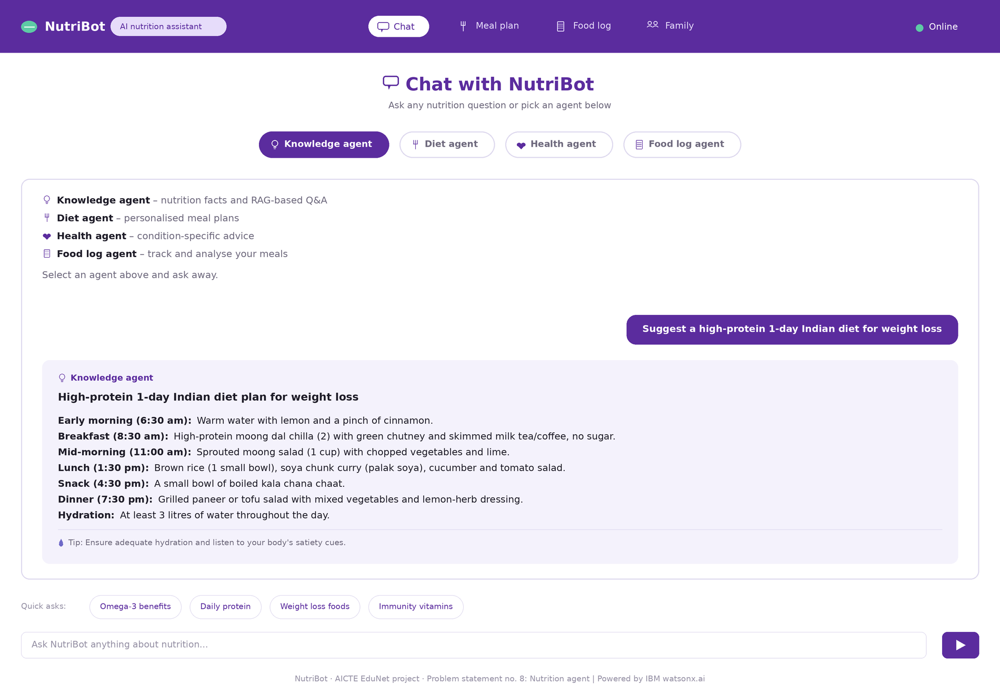 NutriBot AI nutrition assistant Chat Meal plan Food log Family Online
Chat with NutriBot
Ask any nutrition question or pick an agent below
Knowledge agent Diet agent Health agent Food log agent
Knowledge agent – nutrition facts and RAG-based Q&A
Diet agent – personalised meal plans
Health agent – condition-specific advice
Food log agent – track and analyse your meals
Select an agent above and ask away.
Suggest a high-protein 1-day Indian diet for weight loss
Knowledge agent
High-protein 1-day Indian diet plan for weight loss
Early morning (6:30 am): Warm water with lemon and a pinch of cinnamon.
Breakfast (8:30 am): High-protein moong dal chilla (2) with green chutney and skimmed milk tea/coffee, no sugar.
Mid-morning (11:00 am): Sprouted moong salad (1 cup) with chopped vegetables and lime.
Lunch (1:30 pm): Brown rice (1 small bowl), soya chunk curry (palak soya), cucumber and tomato salad.
Snack (4:30 pm): A small bowl of boiled kala chana chaat.
Dinner (7:30 pm): Grilled paneer or tofu salad with mixed vegetables and lemon-herb dressing.
Hydration: At least 3 litres of water throughout the day.
Tip: Ensure adequate hydration and listen to your body's satiety cues.
Quick asks: Omega-3 benefits Daily protein Weight loss foods Immunity vitamins
Ask NutriBot anything about nutrition...
NutriBot · AICTE EduNet project · Problem statement no. 8: Nutrition agent | Powered by IBM watsonx.ai